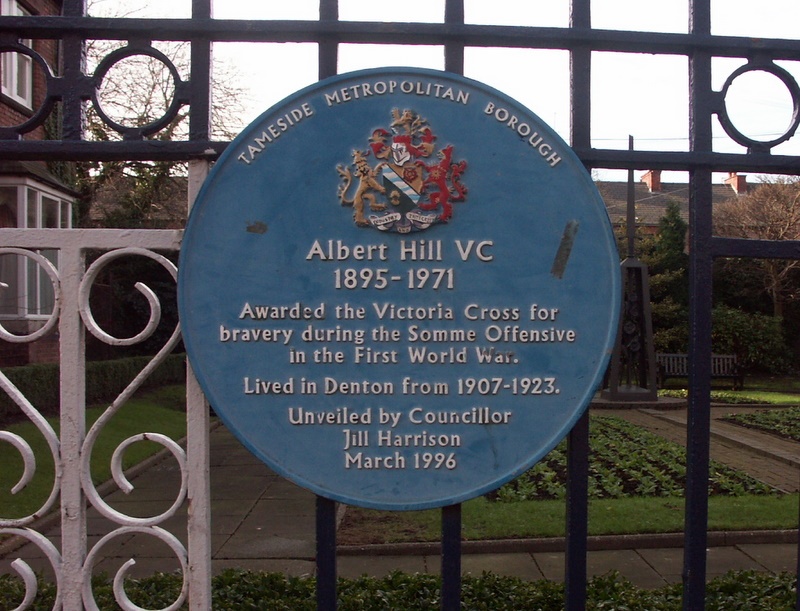 TAMESIDE METROPOLITAN BOROUGH
Albert Hill VC
1895-1971
Awarded the Victoria Cross for
bravery during the Somme Offensive
in the First World War.
Lived in Denton from 1907-1923.
Unveiled by Councillor
Jill Harrison
March 1996